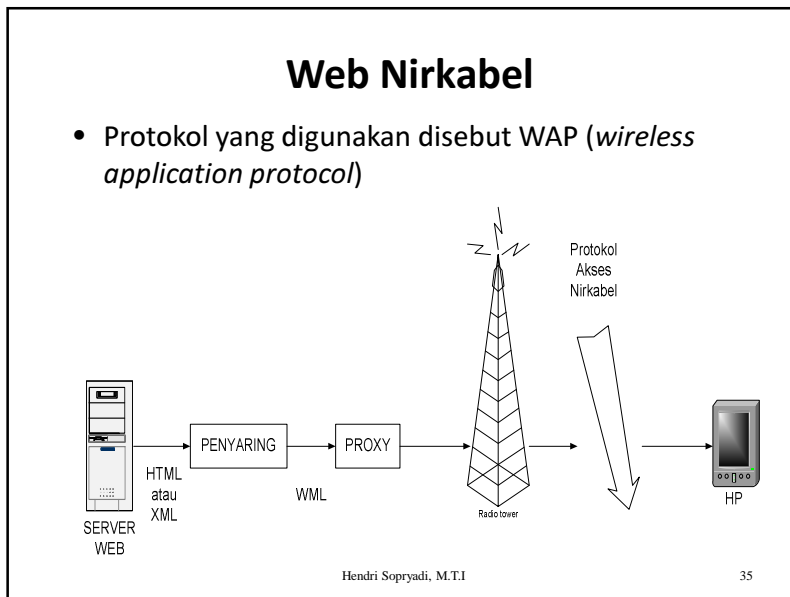 Web Nirkabel
• Protokol yang digunakan disebut WAP (wireless
application protocol)
Protokol
Akses
Nirkabel
PENYARING
PROXY
HTML
atau
XML
WML
SERVER
WEB
Radio tower
HP
Hendri Sopryadi, M.T.I
35